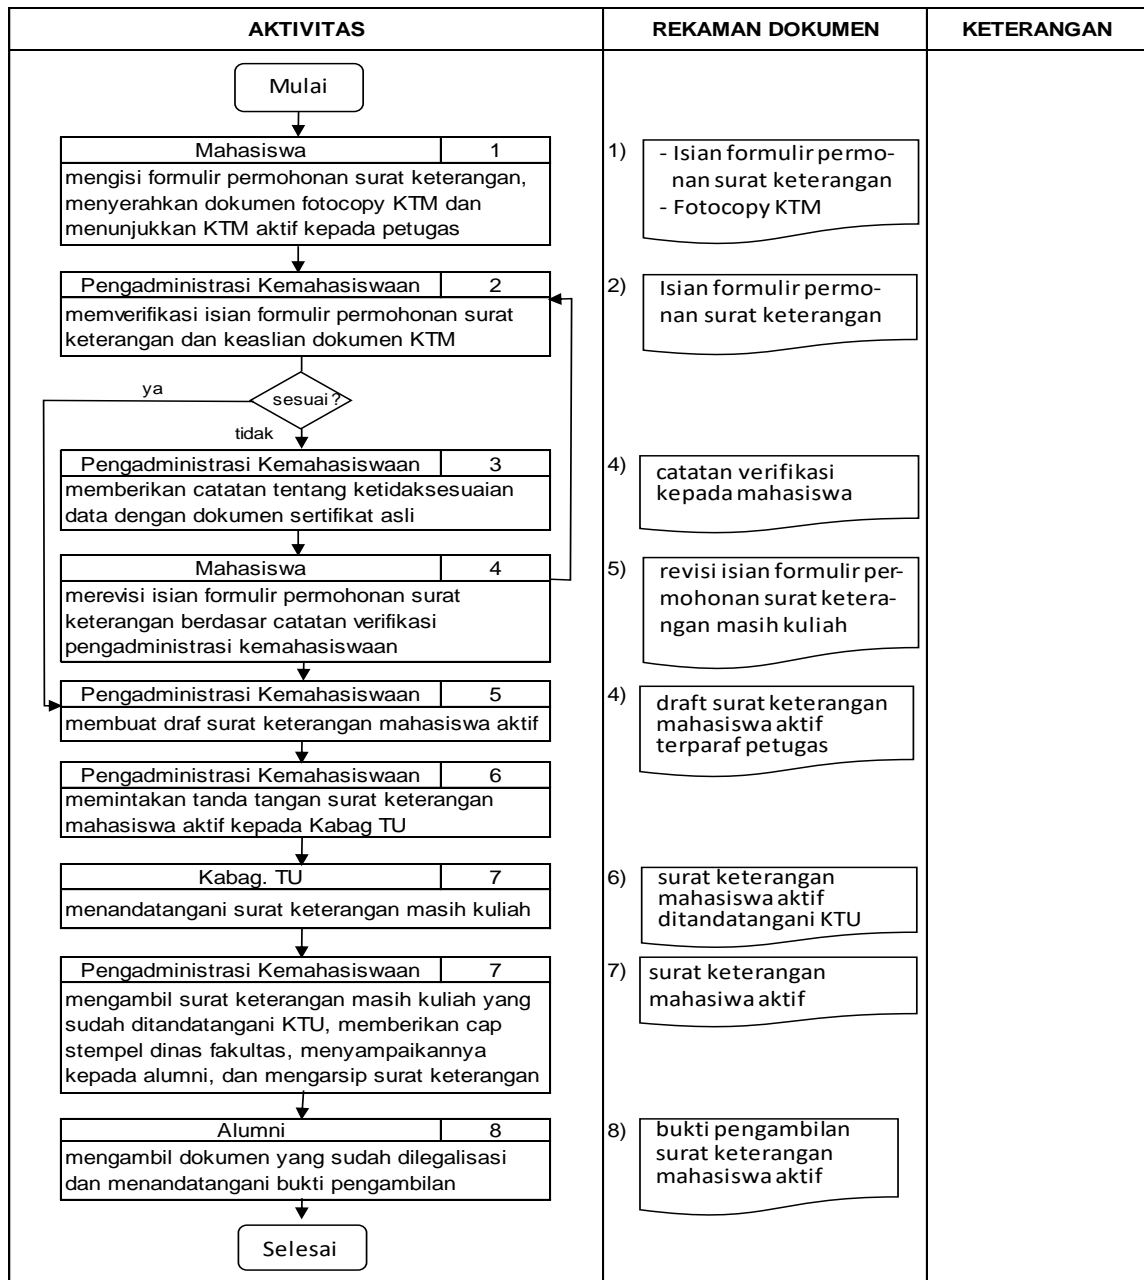 AKTIVITAS
REKAMAN DOKUMEN
KETERANGAN
Mulai
Mahasiswa 1
mengisi formulir permohonan surat keterangan,
menyerahkan dokumen fotocopy KTM dan
menunjukkan KTM aktif kepada petugas
1)
- Isian formulir permo-
nan surat keterangan
- Fotocopy KTM
Pengadministrasi Kemahasiswaan 2
memverifikasi isian formulir permohonan surat
keterangan dan keaslian dokumen KTM
2)
Isian formulir permo-
nan surat keterangan
ya
sesuai?
tidak
Pengadministrasi Kemahasiswaan 3
memberikan catatan tentang ketidaksesuaian
data dengan dokumen sertifikat asli
4)
catatan verifikasi
kepada mahasiswa
Mahasiswa 4
merevisi isian formulir permohonan surat
keterangan berdasar catatan verifikasi
pengadministrasi kemahasiswaan
5)
revisi isian formulir per-
mohonan surat ketera-
ngan masih kuliah
Pengadministrasi Kemahasiswaan 5
membuat draf surat keterangan mahasiswa aktif
4)
draft surat keterangan
mahasiswa aktif
terparaf petugas
Pengadministrasi Kemahasiswaan 6
memintakan tanda tangan surat keterangan
mahasiswa aktif kepada Kabag TU
Kabag. TU 7
menandatangani surat keterangan masih kuliah
6)
surat keterangan
mahasiswa aktif
ditandatangani KTU
Pengadministrasi Kemahasiswaan 7
mengambil surat keterangan masih kuliah yang
sudah ditandatangani KTU, memberikan cap
stempel dinas fakultas, menyampaikannya
kepada alumni, dan mengarsip surat keterangan
7)
surat keterangan
mahasiwa aktif
Alumni 8
mengambil dokumen yang sudah dilegalisasi
dan menandatangani bukti pengambilan
8)
bukti pengambilan
surat keterangan
mahasiswa aktif
Selesai